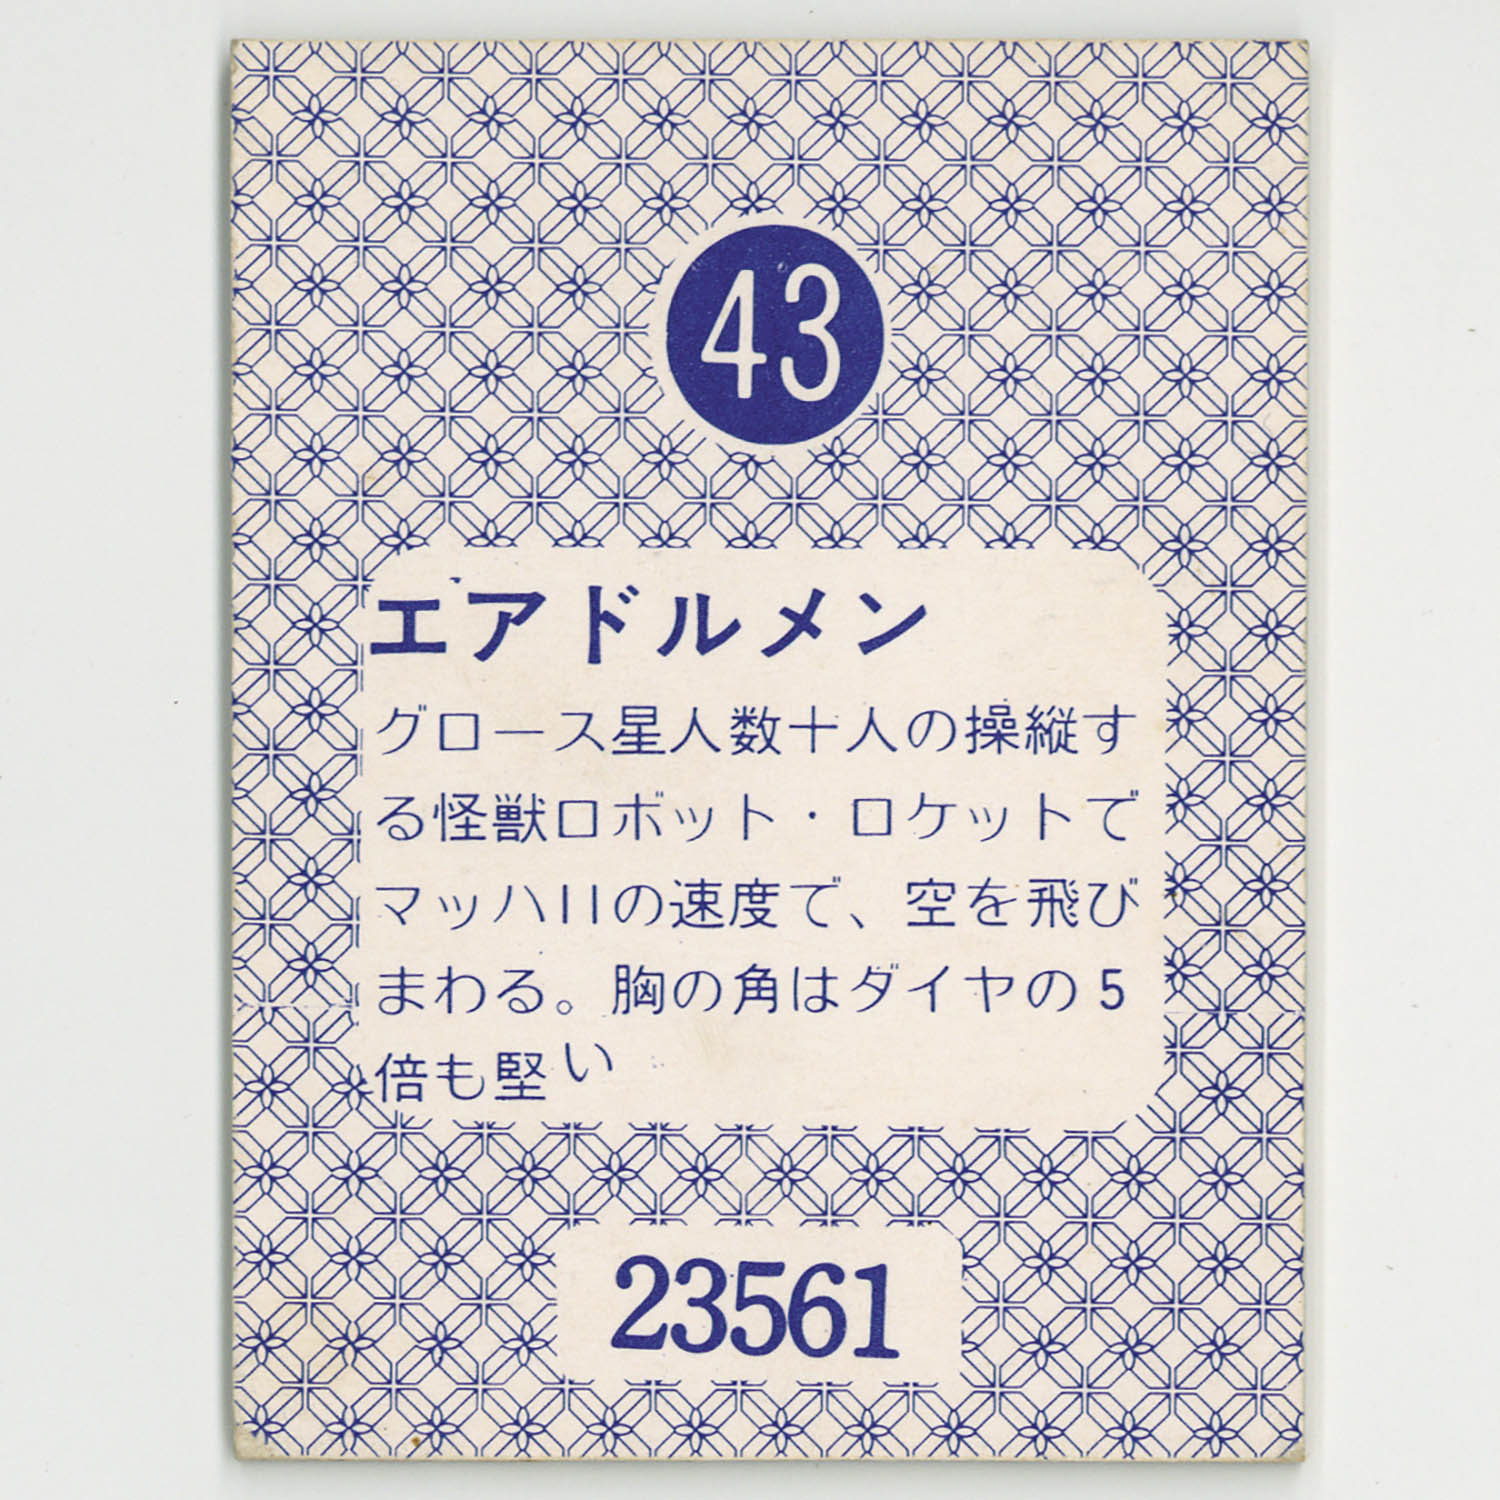 43
エアドルメン
グロース星人数十人の操縦す
る怪獣ロボット・ロケットで
マッハ11の速度で、空を飛び
まわる。胸の角はダイヤの5
倍も堅い
23561